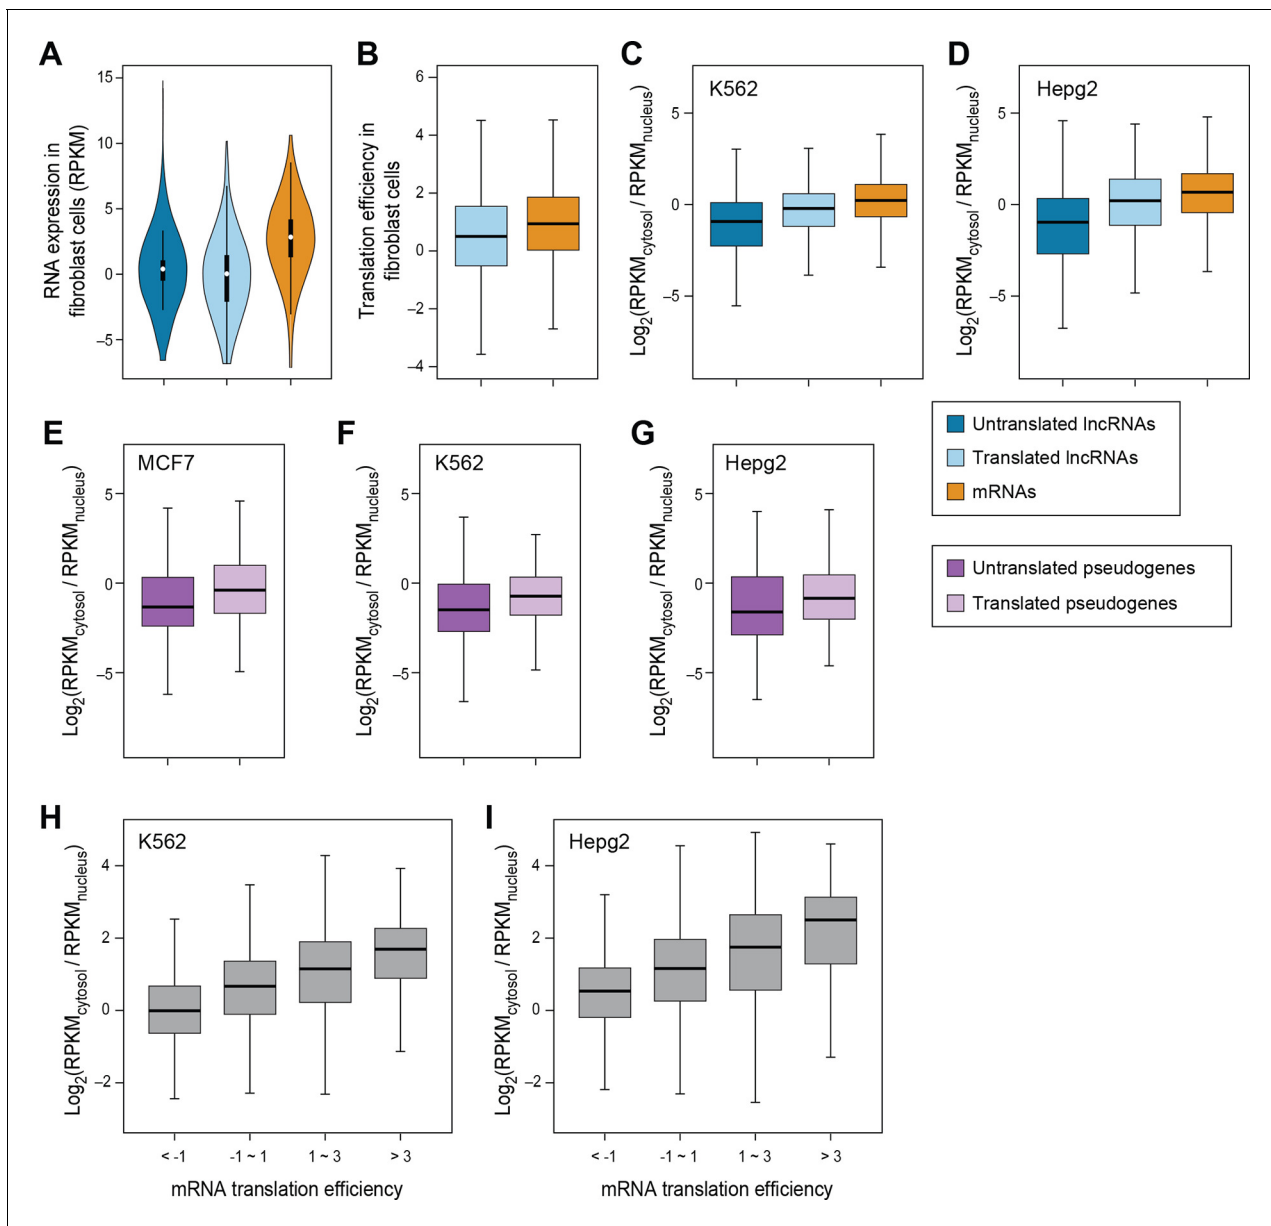 A
RNA expression in
fibroblast cells (RPKM)
15
10
5
0
–5
B
Translation efficiency in
fibroblast cells
6
4
2
0
–2
–4
C
K562
Log2(RPKMcytosol / RPKMnucleus)
5
0
–5
D
Hepg2
Log2(RPKMcytosol / RPKMnucleus)
5
0
–5
Untranslated lncRNAs
Translated lncRNAs
mRNAs
E
MCF7
Log2(RPKMcytosol / RPKMnucleus)
5
0
–5
F
K562
Log2(RPKMcytosol / RPKMnucleus)
5
0
–5
G
Hepg2
Log2(RPKMcytosol / RPKMnucleus)
5
0
–5
Untranslated pseudogenes
Translated pseudogenes
H
K562
Log2(RPKMcytosol / RPKMnucleus)
4
2
0
–2
< -1 -1 ~ 1 1 ~ 3 > 3
mRNA translation efficiency
I
Hepg2
Log2(RPKMcytosol / RPKMnucleus)
4
2
0
–2
< -1 -1 ~ 1 1 ~ 3 > 3
mRNA translation efficiency